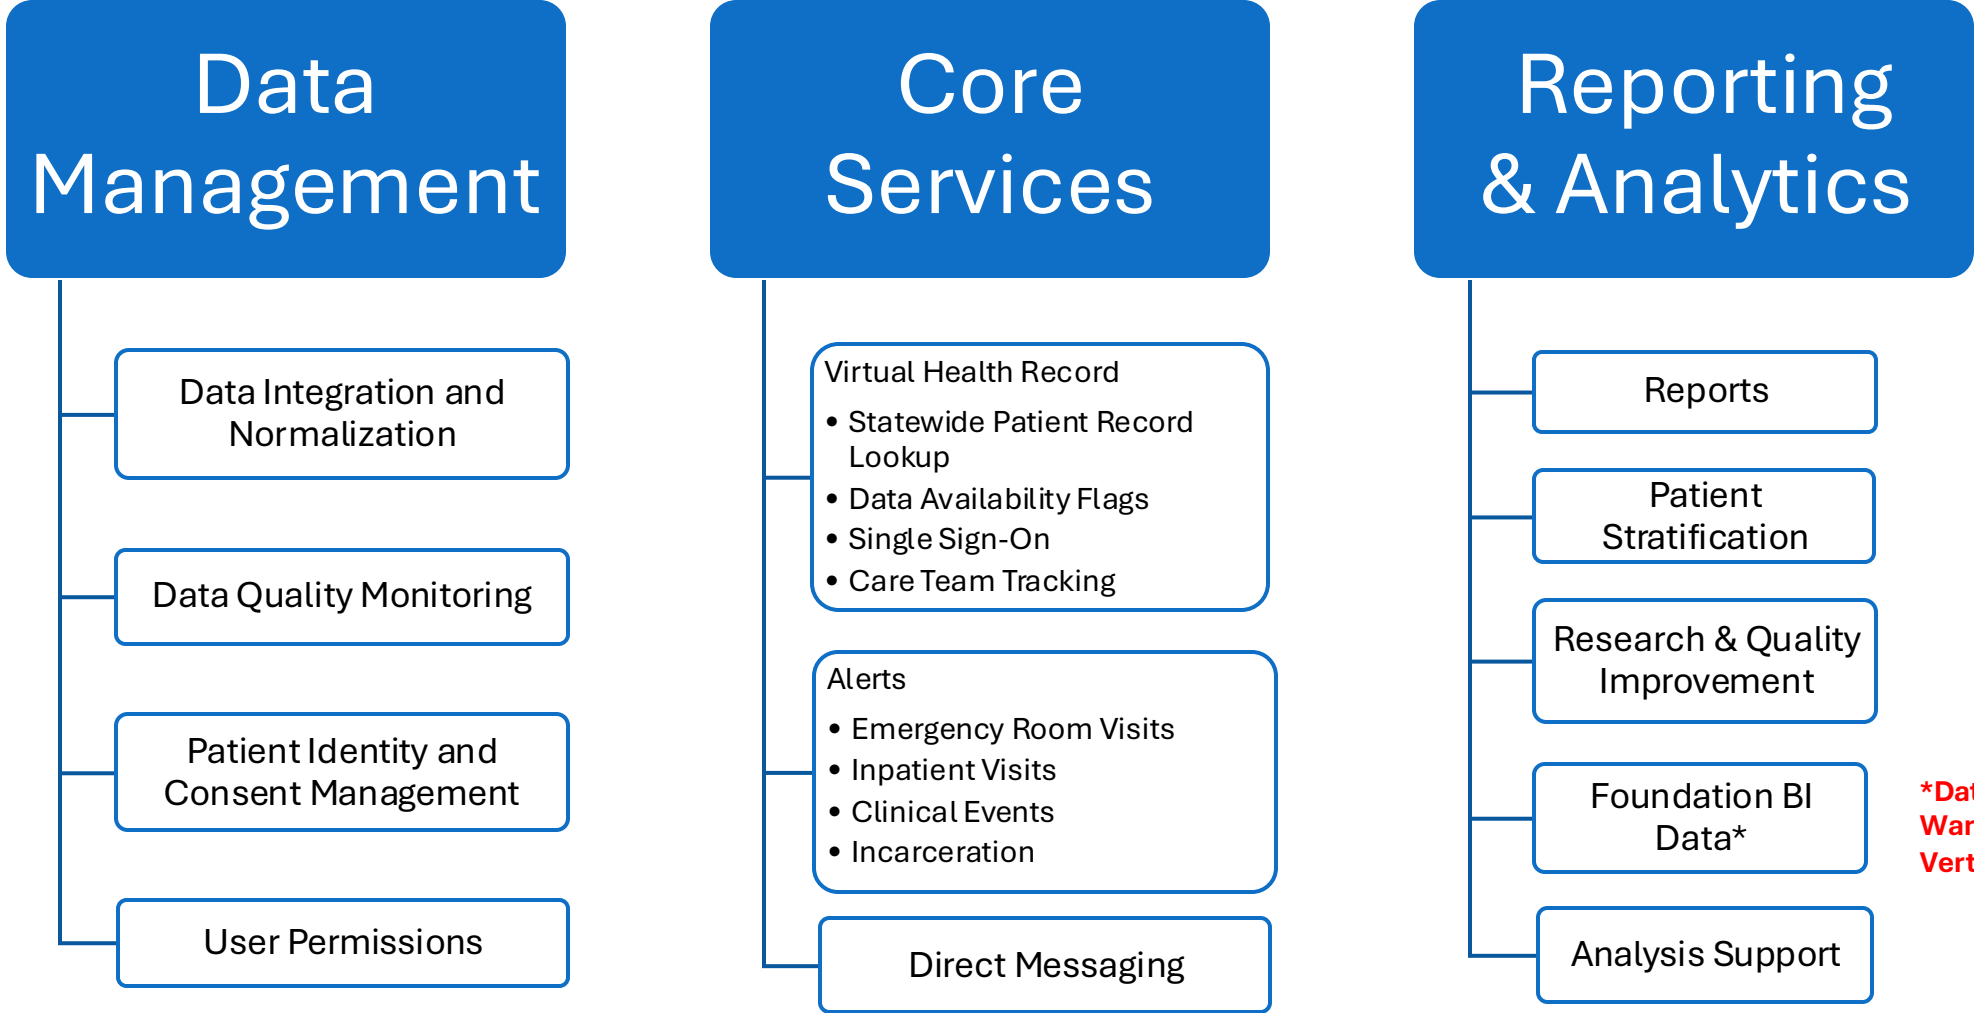 Data
Management
Data Integration and
Normalization
Data Quality Monitoring
Patient Identity and
Consent Management
User Permissions
Core
Services
Virtual Health Record
• Statewide Patient Record
Lookup
• Data Availability Flags
• Single Sign-On
• Care Team Tracking
Alerts
• Emergency Room Visits
• Inpatient Visits
• Clinical Events
• Incarceration
Direct Messaging
Reporting
& Analytics
Reports
Patient
Stratification
Research & Quality
Improvement
Foundation BI
Data*
Analysis Support